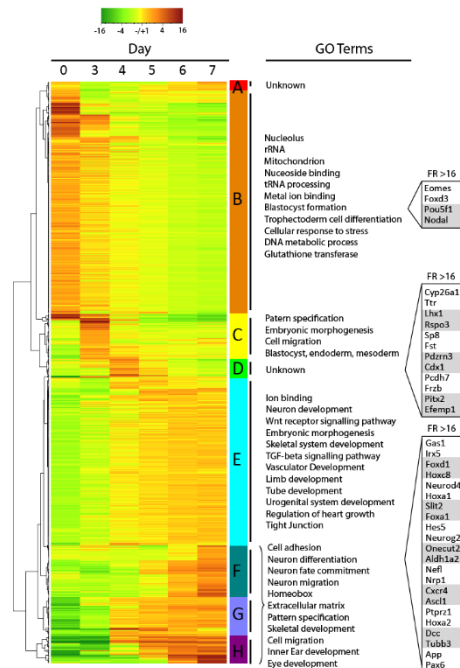 -16 -4 -/+1 4 16
Day
GO Terms
0 3 4 5 6 7
A
Unknown
B
Nucleolus
rRNA
Mitochondrion
Nuceoside binding
tRNA processing
Metal ion binding
Blastocyst formation
Trophectoderm cell differentiation
Cellular response to stress
DNA metabolic process
Glutathione transferase
FR >16
Eomes
Foxd3
Pou5f1
Nodal
C
Patern specification
Embryonic morphogenesis
Cell migration
Blastocyst, endoderm, mesoderm
D
Unknown
FR >16
Cyp26a1
Ttr
Lhx1
Rspo3
Sp8
Fst
Pdzrn3
Cdx1
Pcdh7
Frzb
Pitx2
Efemp1
E
Ion binding
Neuron development
Wnt receptor signalling pathway
Embryonic morphogenesis
Skeletal system development
TGF-beta signalling pathway
Vasculator Development
Limb development
Tube development
Urogenital system development
Regulation of heart growth
Tight Junction
FR >16
Gas1
Irx5
Foxd1
Hoxc8
Neurod4
Hoxa1
Slit2
Foxa1
Hes5
Neurog2
Onecut2
Aldh1a2
Nefl
Nrp1
Cxcr4
Ascl1
Ptprz1
Hoxa2
Dcc
Tubb3
App
Pax6
F
G
H
Cell adhesion
Neuron differentiation
Neuron fate commitment
Neuron migration
Homeobox
Extracellular matrix
Pattern specification
Skeletal development
Cell migration
Inner Ear development
Eye development